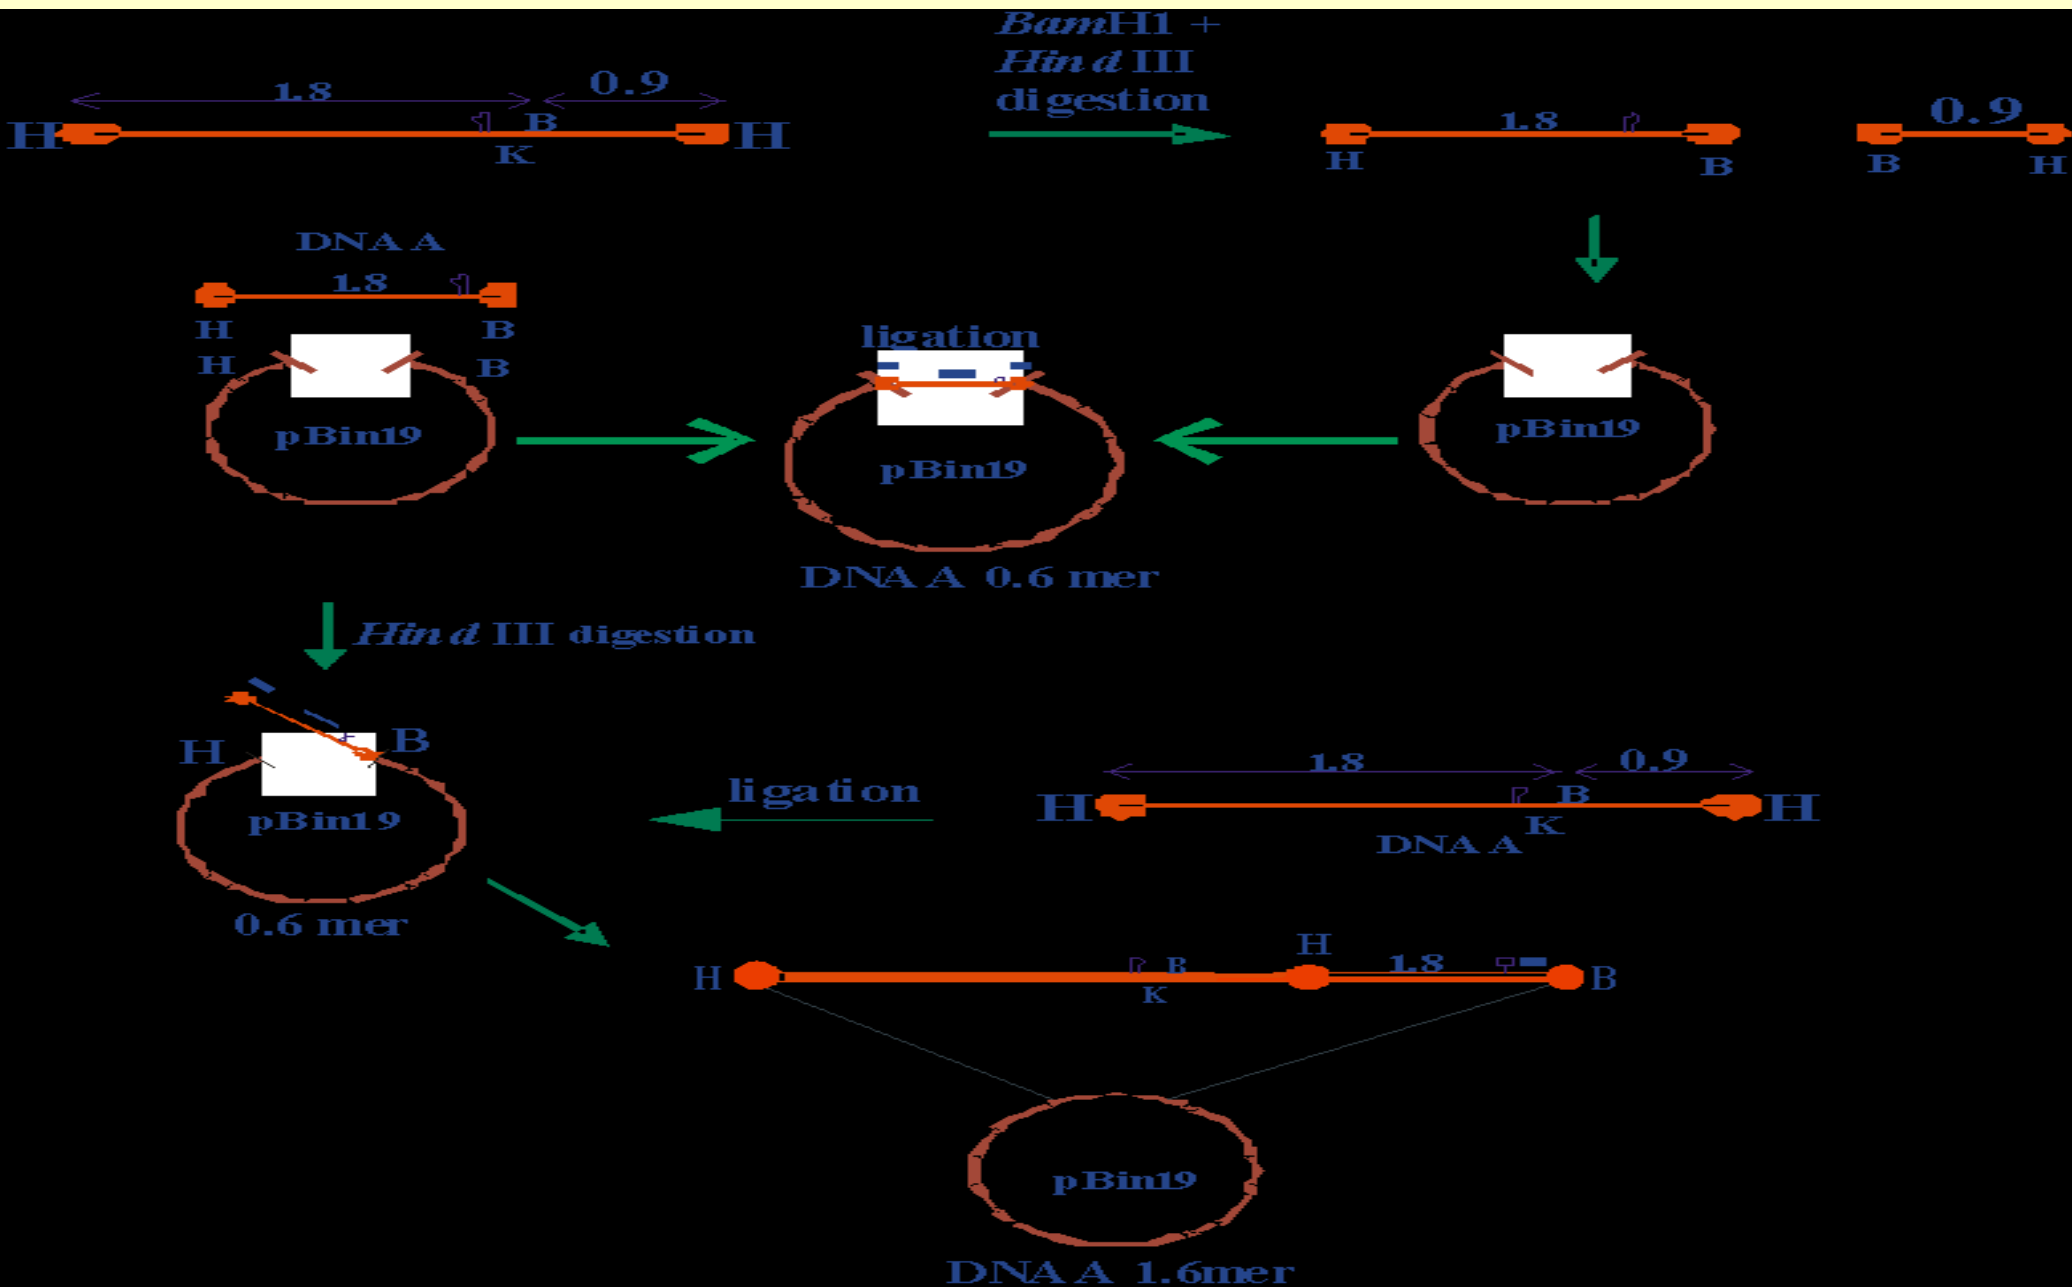 BamH1 +
Hind III
digestion
1.8 0.9
H B H
K
1.8 0.9
H B B H
DNA A
1.8
H B
H B
pBin19
ligation
pBin19
DNA A 0.6 mer
pBin19
Hind III digestion
H B
pBin19
0.6 mer
ligation
1.8 0.9
H B H
K
DNA A
H B H 1.8 B
K
pBin19
DNA A 1.6mer